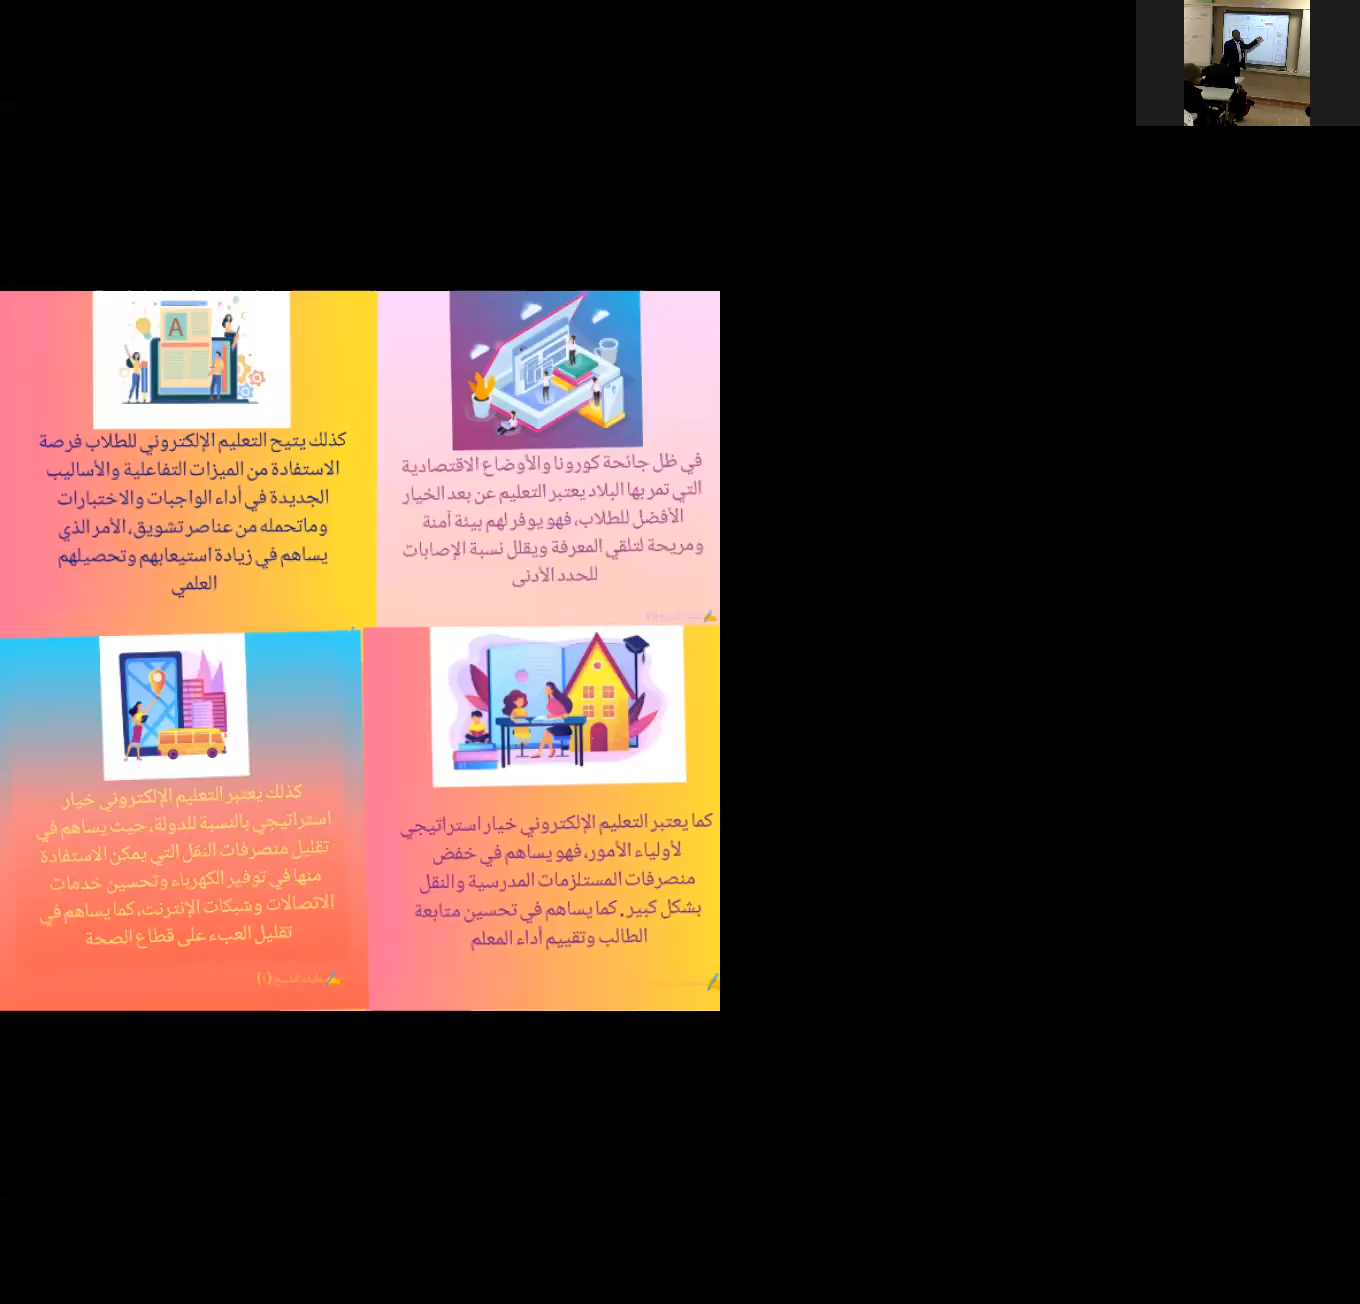 في ظل جائحة كورونا والأوضاع الاقتصادية
التي تمر بها البلاد يعتبر التعليم عن بعد الخيار
الأفضل للطلاب، فهو يوفر لهم بيئة آمنة
ومريحة لتلقي المعرفة ويقلل نسبة الإصابات
للحدد الأدنى
كذلك يتيح التعليم الإلكتروني للطلاب فرصة
الاستفادة من الميزات التفاعلية والأساليب
الجديدة في أداء الواجبات والاختبارات
وماتحمله من عناصر تشويق، الأمر الذي
يساهم في زيادة استيعابهم وتحصيلهم
العلمي
A
كما يعتبر التعليم الإلكتروني خيار استراتيجي
لأولياء الأمور، فهو يساهم في خفض
منصرفات المستلزمات المدرسية والنقل
بشكل كبير. كما يساهم في تحسين متابعة
الطالب وتقييم أداء المعلم
كذلك يعتبر التعليم الإلكتروني خيار
استراتيجي بالنسبة للدولة، حيث يساهم في
تقليل منصرفات النقل التي يمكن الاستفادة
منها في توفير الكهرباء وتحسين خدمات
الاتصالات وشبكات الإنترنت، كما يساهم في
تقليل العبء على قطاع الصحة